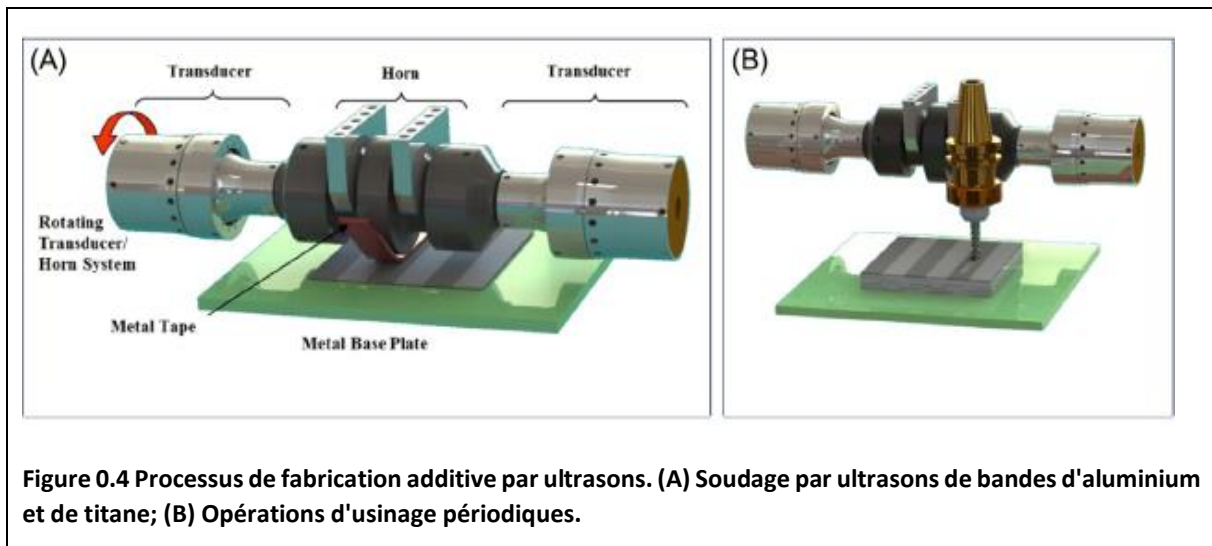 (A)
Transducer
Horn
Transducer
Rotating
Transducer/
Horn System
Metal Tape
Metal Base Plate
(B)
Figure 0.4 Processus de fabrication additive par ultrasons. (A) Soudage par ultrasons de bandes d'aluminium
et de titane; (B) Opérations d'usinage périodiques.